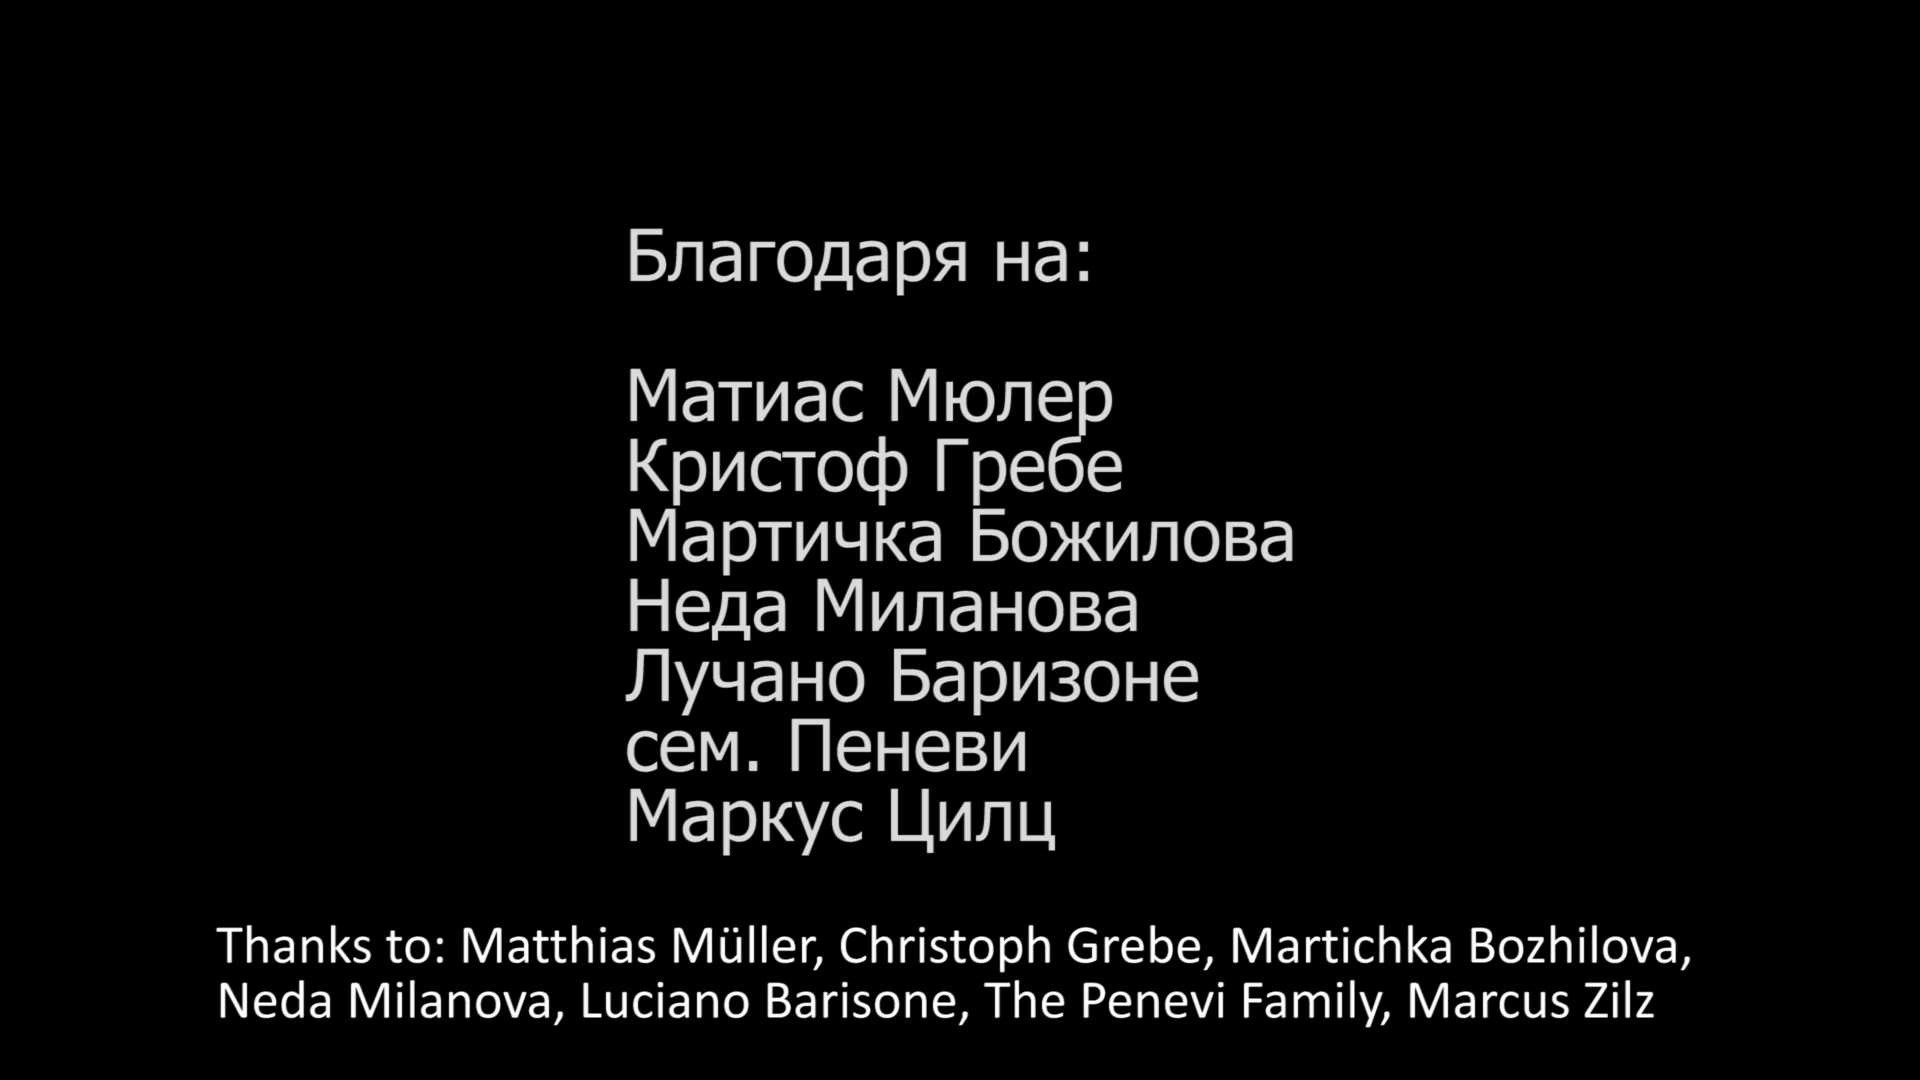 Благодаря на:
Матиас Мюлер
Кристоф Гребе
Мартичка Божилова
Неда Миланова
Лучано Баризоне
сем. Пеневи
Маркус Цилц
Thanks to: Matthias Müller, Christoph Grebe, Martichka Bozhilova,
Neda Milanova, Luciano Barisone, The Penevi Family, Marcus Zilz